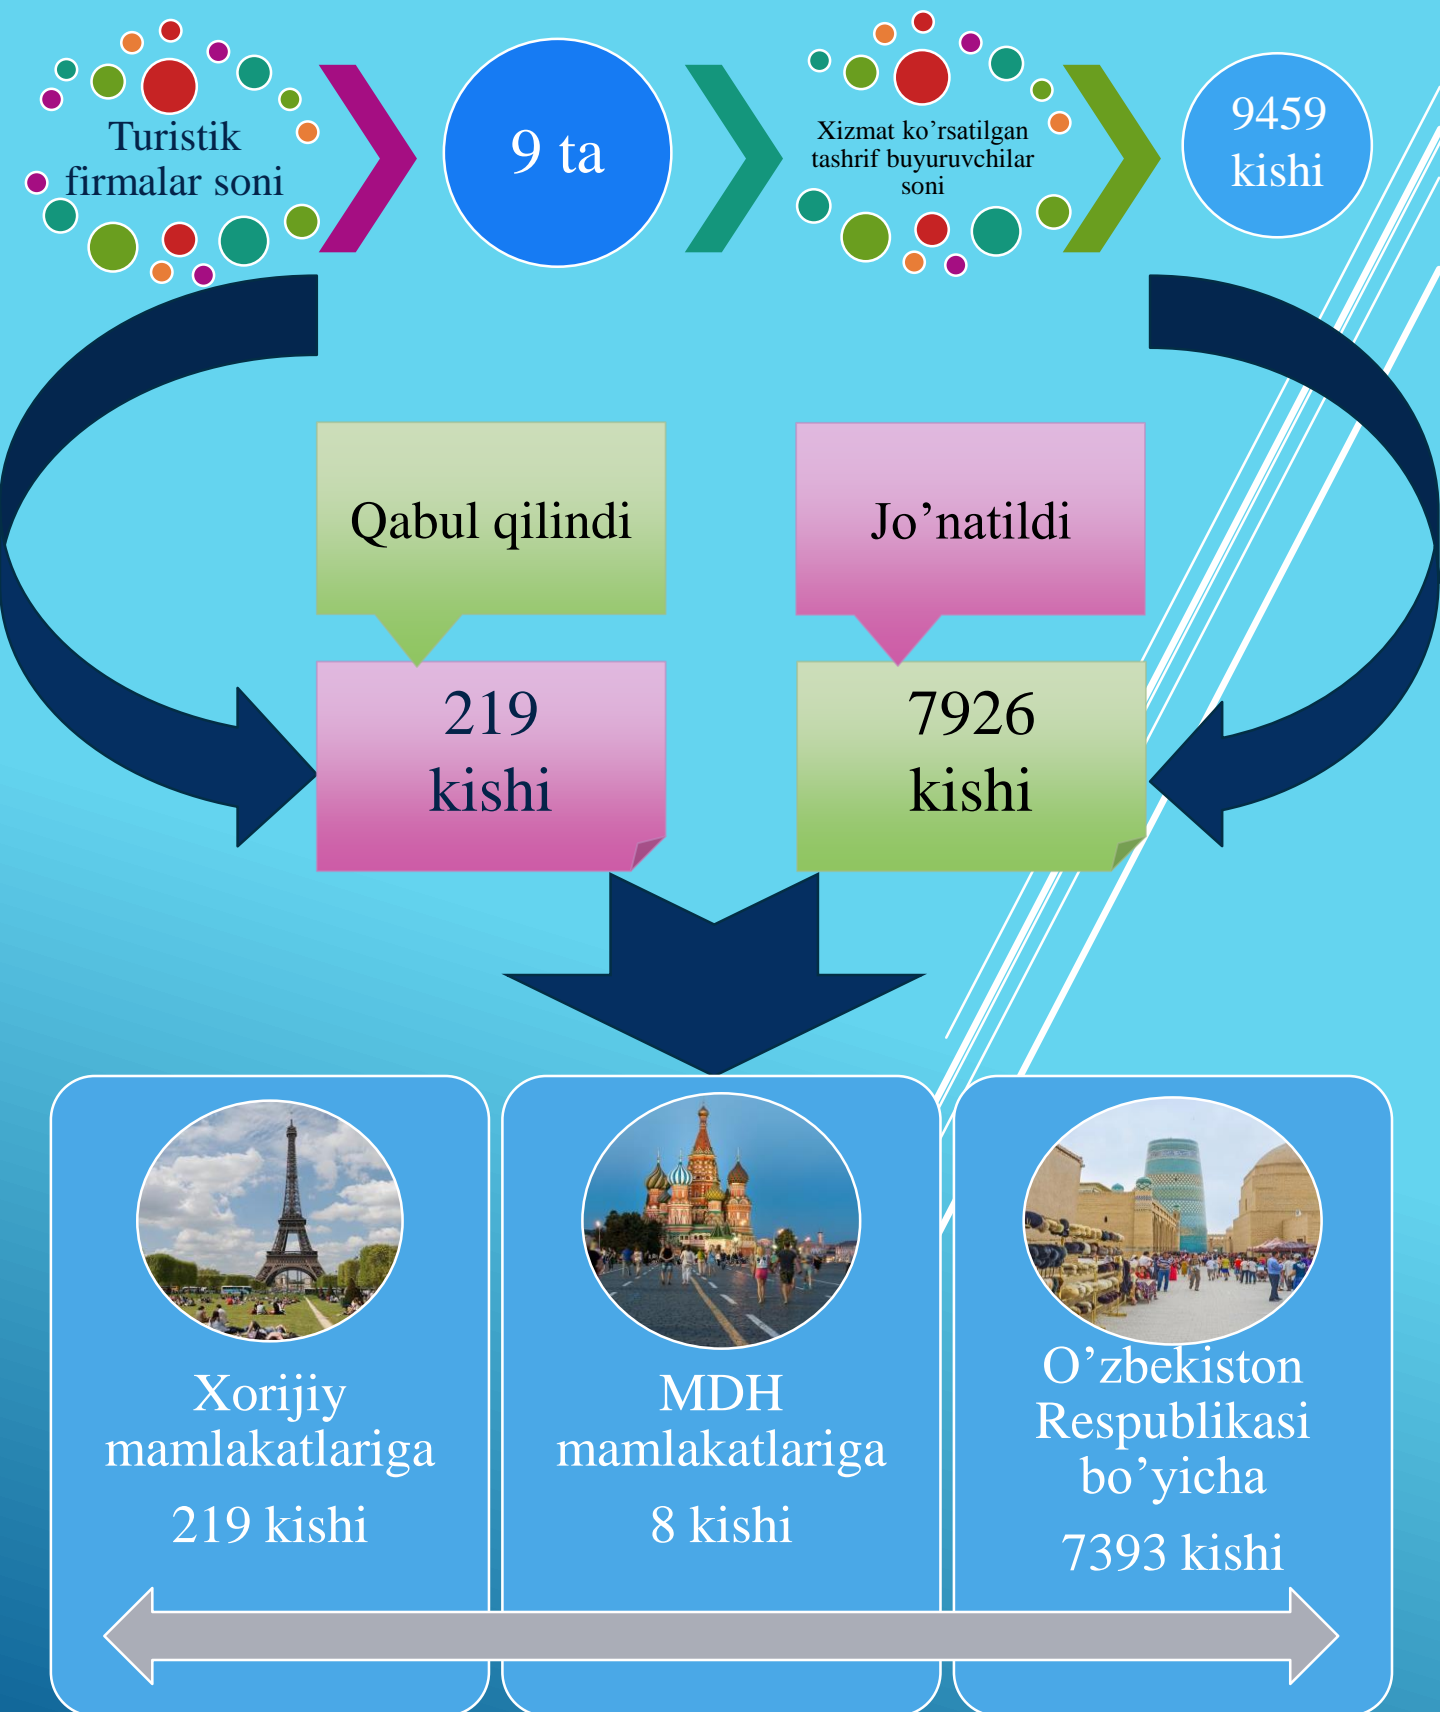 Turistik
firmalar soni
9 ta
Xizmat ko’rsatilgan
tashrif buyuruvchilar
soni
9459
kishi
Qabul qilindi
Jo’natildi
219
kishi
7926
kishi
Xorijiy
mamlakatlariga
219 kishi
MDH
mamlakatlariga
8 kishi
O’zbekiston
Respublikasi
bo’yicha
7393 kishi